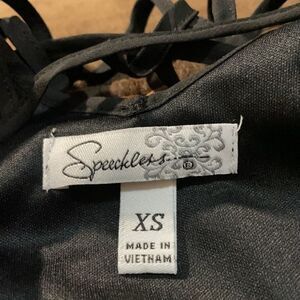 Speechless
®
XS
MADE IN
VIETNAM